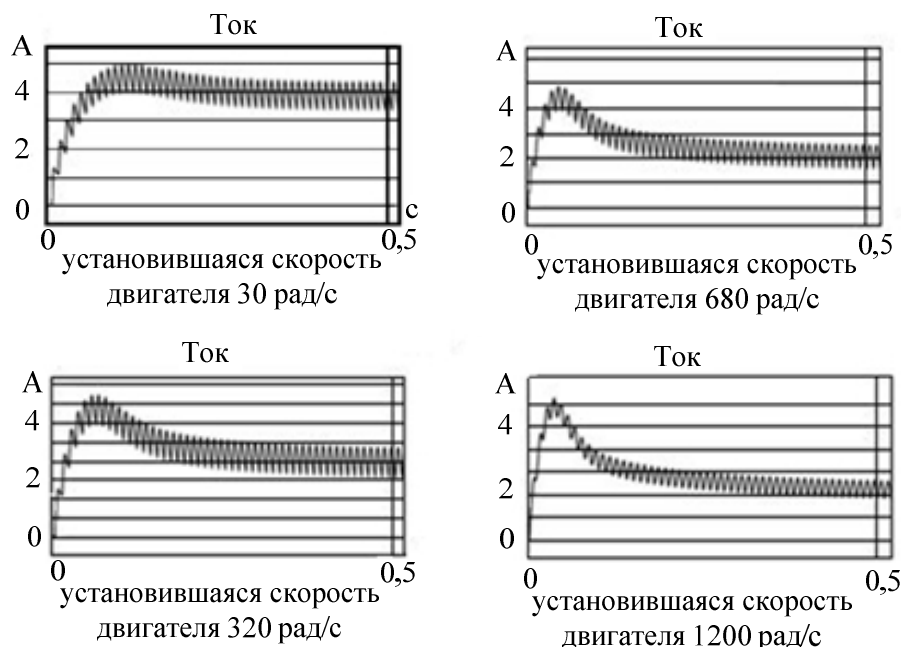 Ток
А
4
2
0
0
0,5
с
установившаяся скорость
двигателя 30 рад/с
Ток
А
4
2
0
0
0,5
установившаяся скорость
двигателя 680 рад/с
Ток
А
4
2
0
0
0,5
установившаяся скорость
двигателя 320 рад/с
Ток
А
4
2
0
0
0,5
установившаяся скорость
двигателя 1200 рад/с